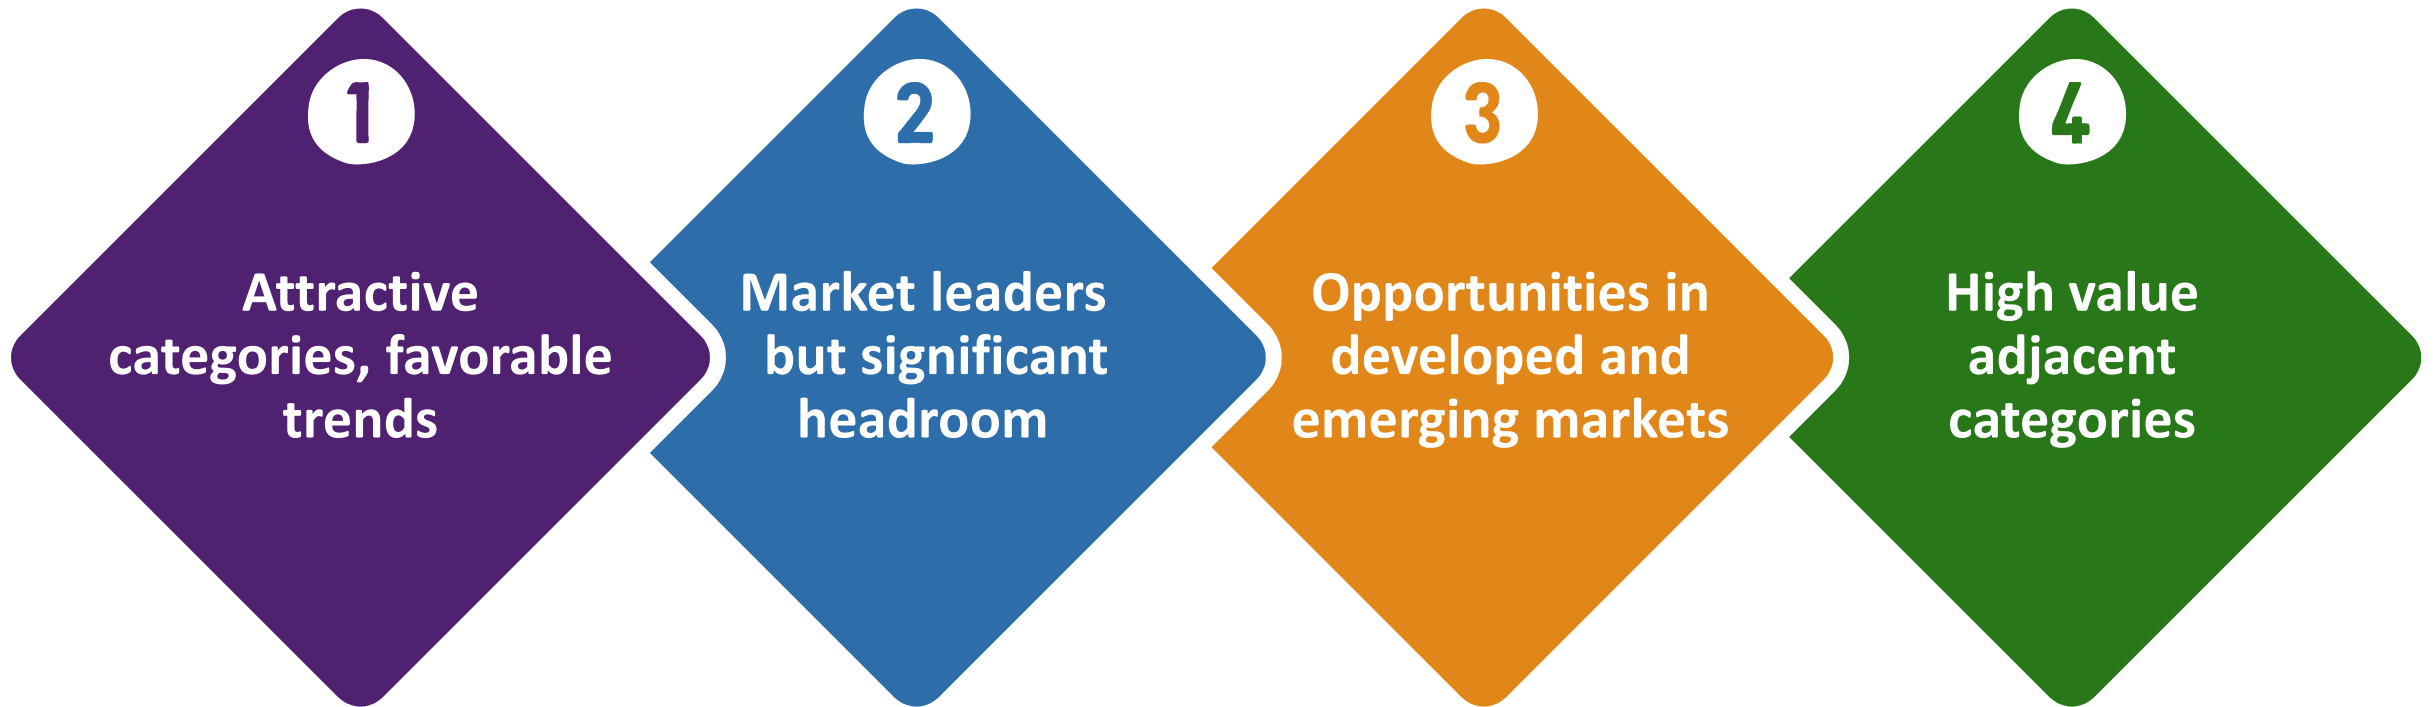 1
Attractive
categories, favorable
trends
2
Market leaders
but significant
headroom
3
Opportunities in
developed and
emerging markets
4
High value
adjacent
categories